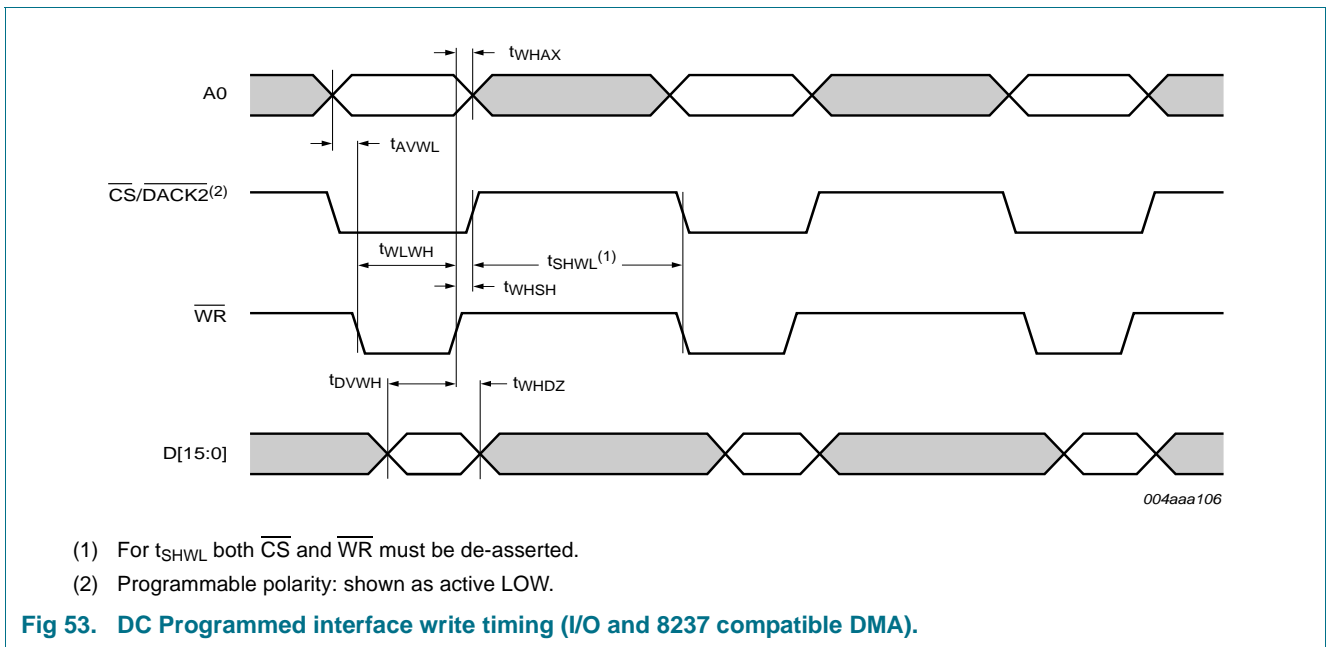 tWHAX
A0
tAVWL
CS/DACK2(2)
tWLWH
tSHWL(1)
tWHSH
WR
tDVWH
tWHDZ
D[15:0]
004aaa106
(1) For tSHWL both CS and WR must be de-asserted.
(2) Programmable polarity: shown as active LOW.
Fig 53. DC Programmed interface write timing (I/O and 8237 compatible DMA).